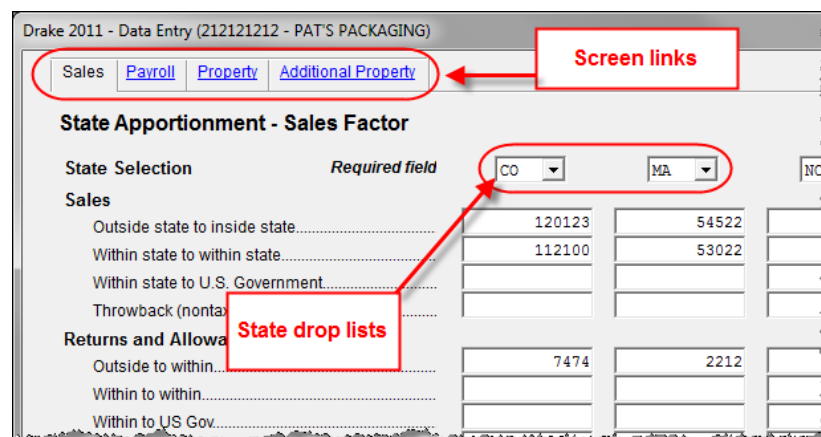 Drake 2011 - Data Entry (212121212 - PAT'S PACKAGING)
Sales Payroll Property Additional Property
Screen links
State Apportionment - Sales Factor
State Selection Required field CO MA NC
Sales
Outside state to inside state 120123 54522
Within state to within state 112100 53022
Within state to U.S. Government
Throwback
State drop lists
Returns and
Outside to within 7474 2212
Within to within
Within to US Gov